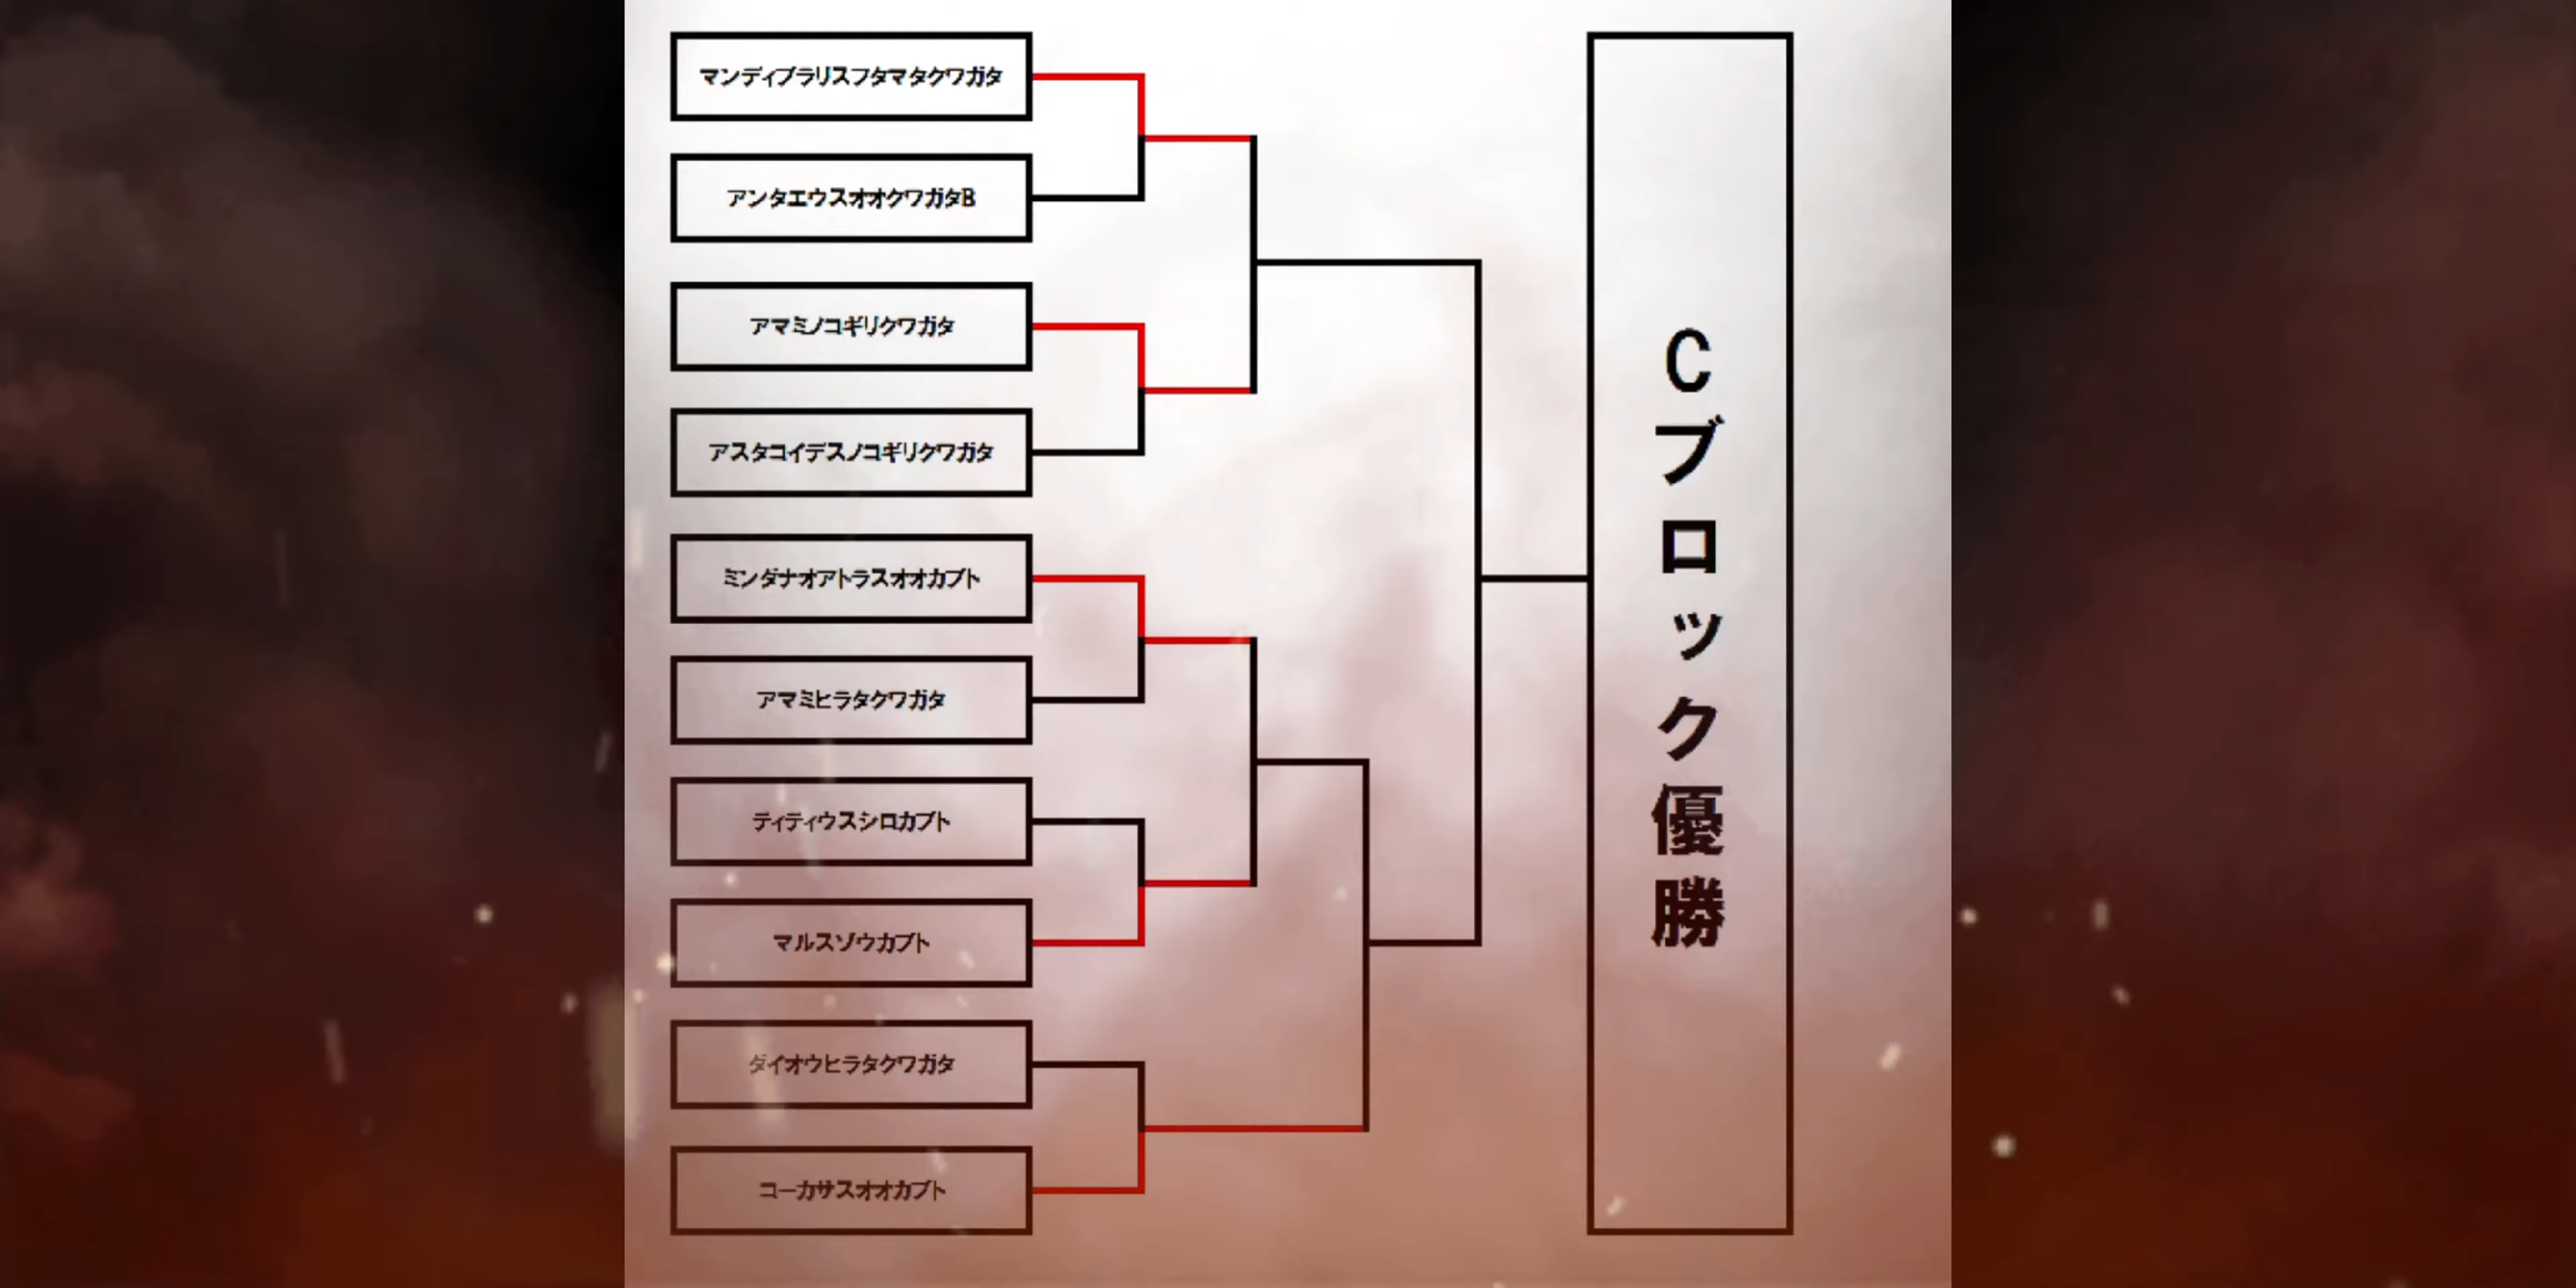 マンディブラリスフタマタクワガタ
アンタエウスオオクワガタB
アマミノコギリクワガタ
アスタコイデスノコギリクワガタ
ミンダナオアトラスオオカブト
アマミヒラタクワガタ
ティティウスシロカブト
マルスゾウカブト
ダイオウヒラタクワガタ
コーカサスオオカブト
Cブロック優勝